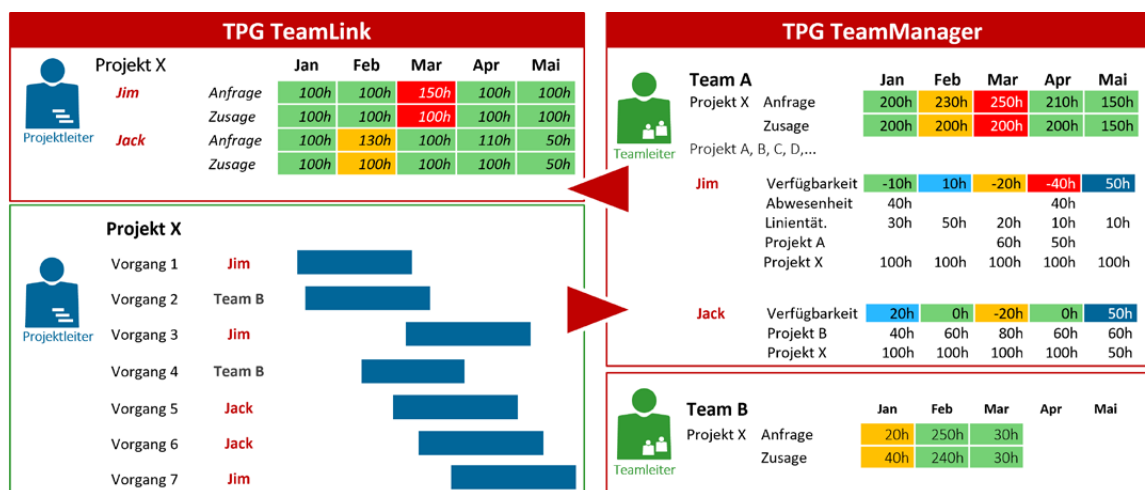 TPG TeamLink
Projekt X Jan Feb Mar Apr Mai
Jim Anfrage 100h 100h 150h 100h 100h
Zusage 100h 100h 100h 100h 100h
Projektleiter
Jack Anfrage 100h 130h 100h 110h 50h
Zusage 100h 100h 100h 100h 50h
Projekt X
Vorgang 1 Jim
Vorgang 2 Team B
Projektleiter
Vorgang 3 Jim
Vorgang 4 Team B
Vorgang 5 Jack
Vorgang 6 Jack
Vorgang 7 Jim
TPG TeamManager
Team A Jan Feb Mar Apr Mai
Projekt X Anfrage 200h 230h 250h 210h 150h
Zusage 200h 200h 200h 200h 150h
Teamleiter
Projekt A, B, C, D,...
Jim Verfügbarkeit -10h 10h -20h -40h 50h
Abwesenheit 40h 40h
Linientät. 30h 50h 20h 10h 10h
Projekt A 60h 50h
Projekt X 100h 100h 100h 100h 100h
Jack Verfügbarkeit 20h 0h -20h 0h 50h
Projekt B 40h 60h 80h 60h 60h
Projekt X 100h 100h 100h 100h 50h
Team B Jan Feb Mar Apr Mai
Projekt X Anfrage 20h 250h 30h
Zusage 40h 240h 30h
Teamleiter